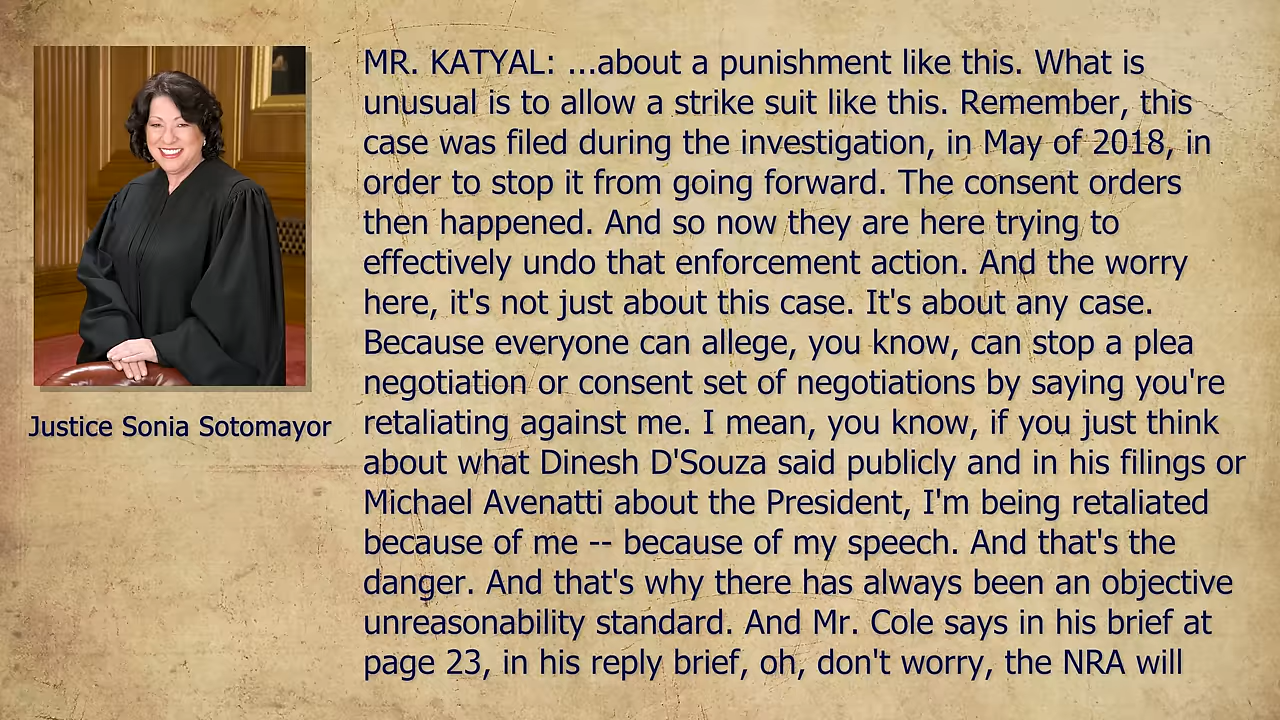 Justice Sonia Sotomayor
MR. KATYAL: ...about a punishment like this. What is
unusual is to allow a strike suit like this. Remember, this
case was filed during the investigation, in May of 2018, in
order to stop it from going forward. The consent orders
then happened. And so now they are here trying to
effectively undo that enforcement action. And the worry
here, it's not just about this case. It's about any case.
Because everyone can allege, you know, can stop a plea
negotiation or consent set of negotiations by saying you're
retaliating against me. I mean, you know, if you just think
about what Dinesh D'Souza said publicly and in his filings or
Michael Avenatti about the President, I'm being retaliated
because of me -- because of my speech. And that's the
danger. And that's why there has always been an objective
unreasonability standard. And Mr. Cole says in his brief at
page 23, in his reply brief, oh, don't worry, the NRA will